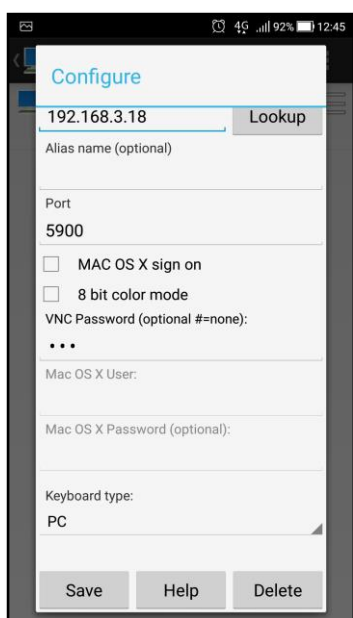 4G 92% 12:45
Configure
192.168.3.18 Lookup
Alias name (optional)
Port
5900
MAC OS X sign on
8 bit color mode
VNC Password (optional #=none):
•••
Mac OS X User:
Mac OS X Password (optional):
Keyboard type:
PC
Save Help Delete